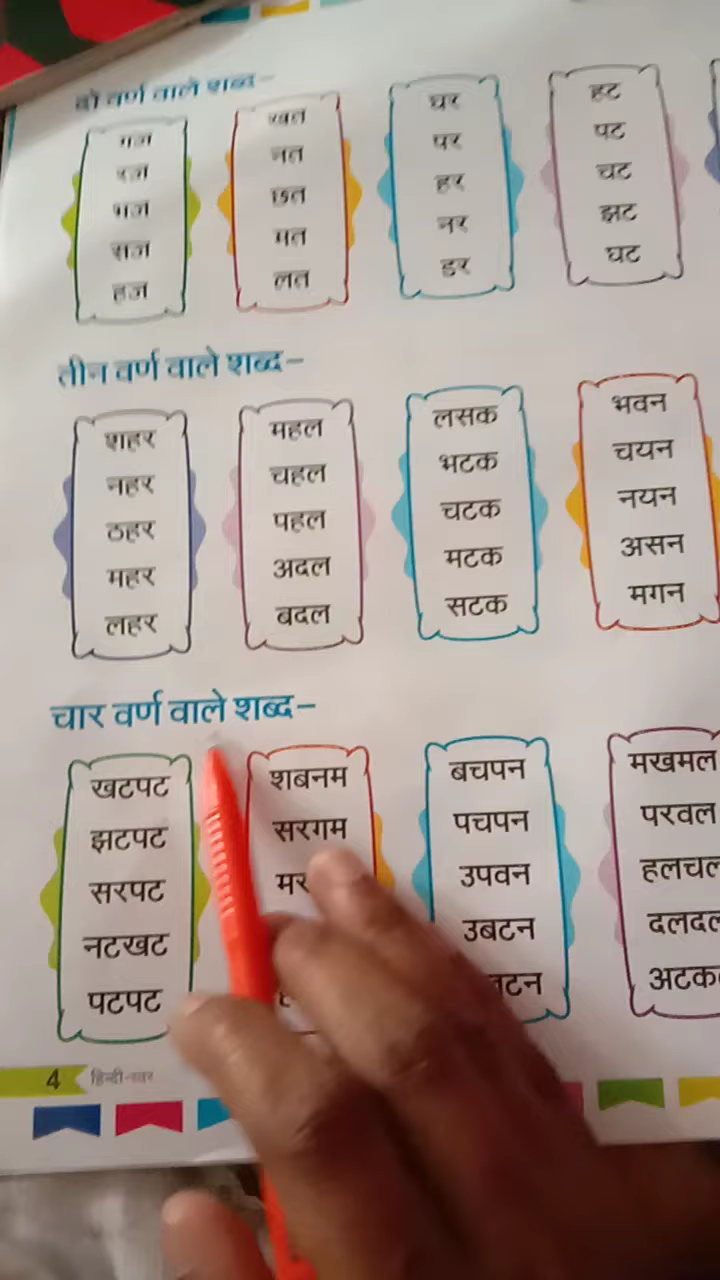 दो वर्ण वाले शब्द–
गज
रज
भज
सज
हज
खत
नत
छत
मत
लत
घर
पर
हर
नर
डर
हट
पट
चट
झट
घट
तीन वर्ण वाले शब्द–
शहर
नहर
ठहर
महर
लहर
महल
चहल
पहल
अदल
बदल
लसक
भटक
चटक
मटक
सटक
भवन
चयन
नयन
असन
मगन
चार वर्ण वाले शब्द–
खटपट
झटपट
सरपट
नटखट
पटपट
शबनम
सरगम
बचपन
पचपन
उपवन
उबटन
मखमल
परवल
हलचल
दलदल
4 हिन्दी-स्वर